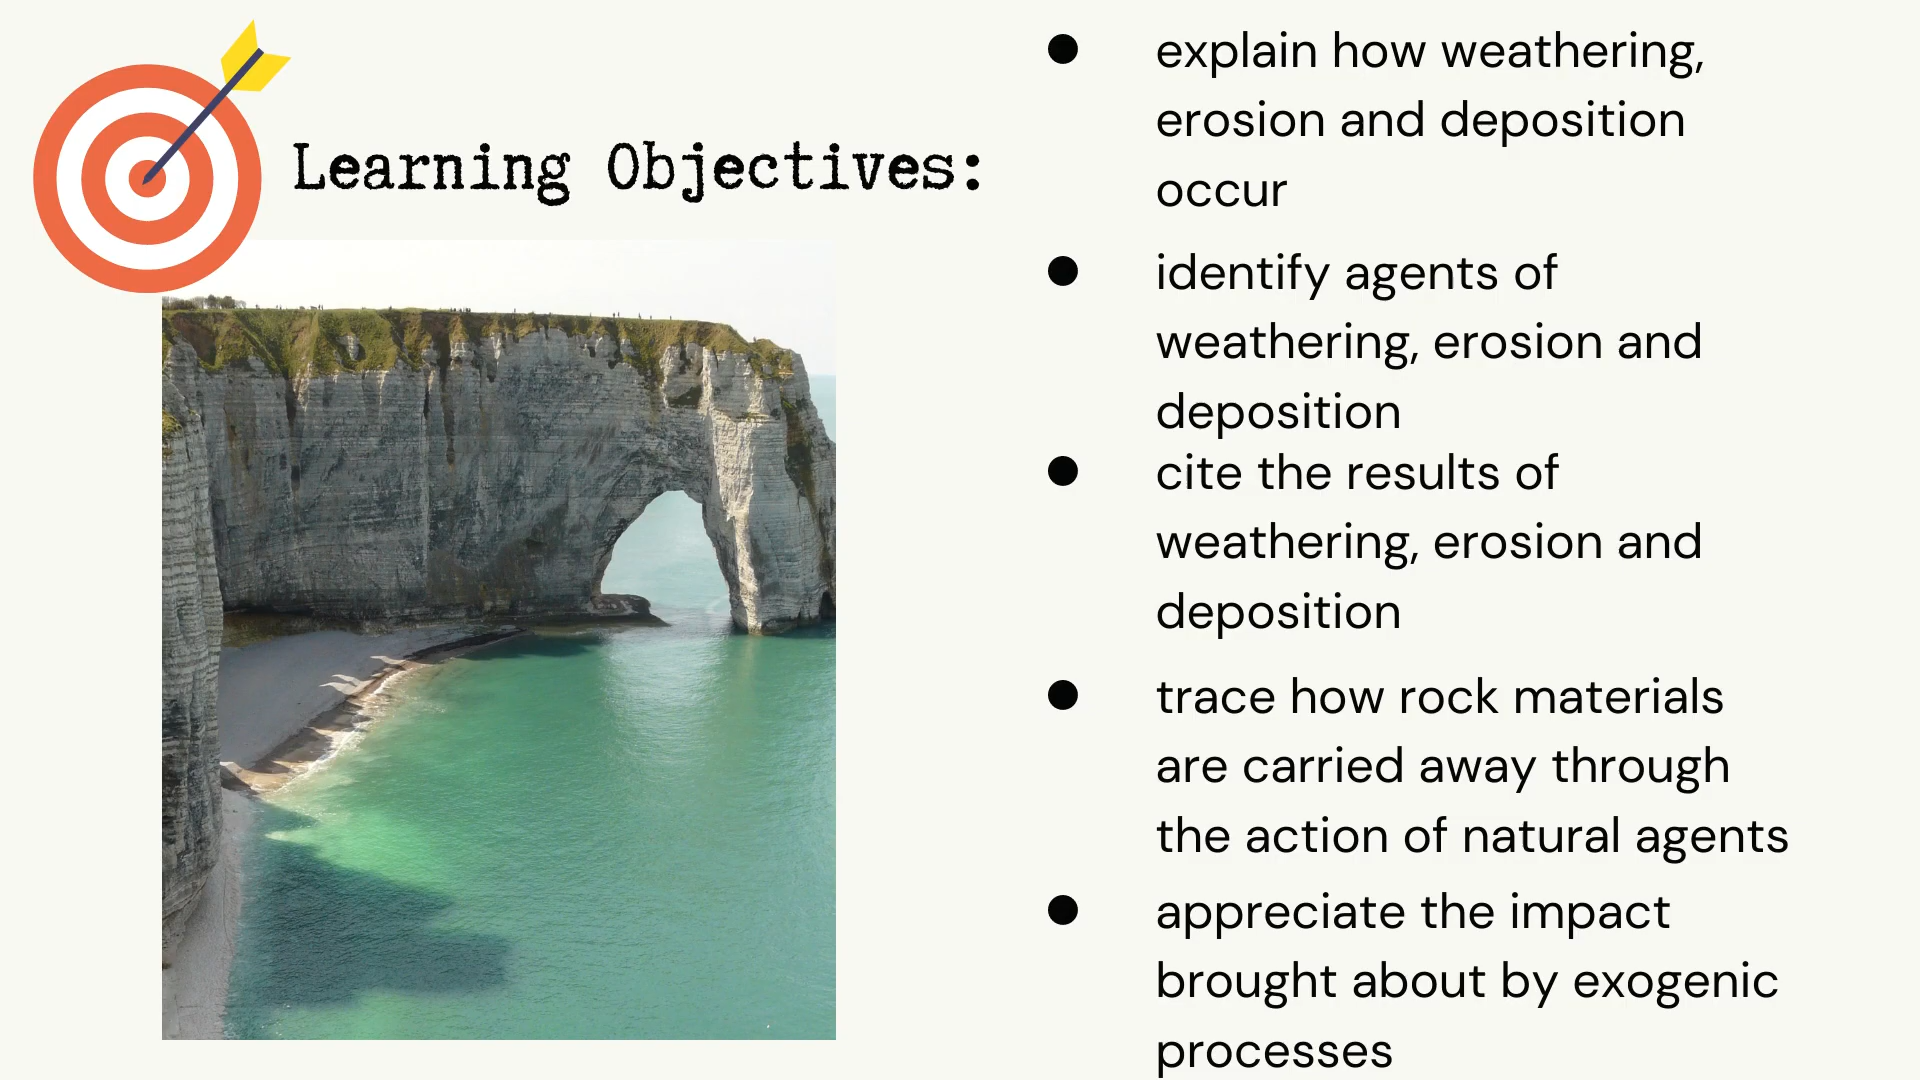 Learning Objectives:
● explain how weathering,
erosion and deposition
occur
● identify agents of
weathering, erosion and
deposition
● cite the results of
weathering, erosion and
deposition
● trace how rock materials
are carried away through
the action of natural agents
● appreciate the impact
brought about by exogenic
processes